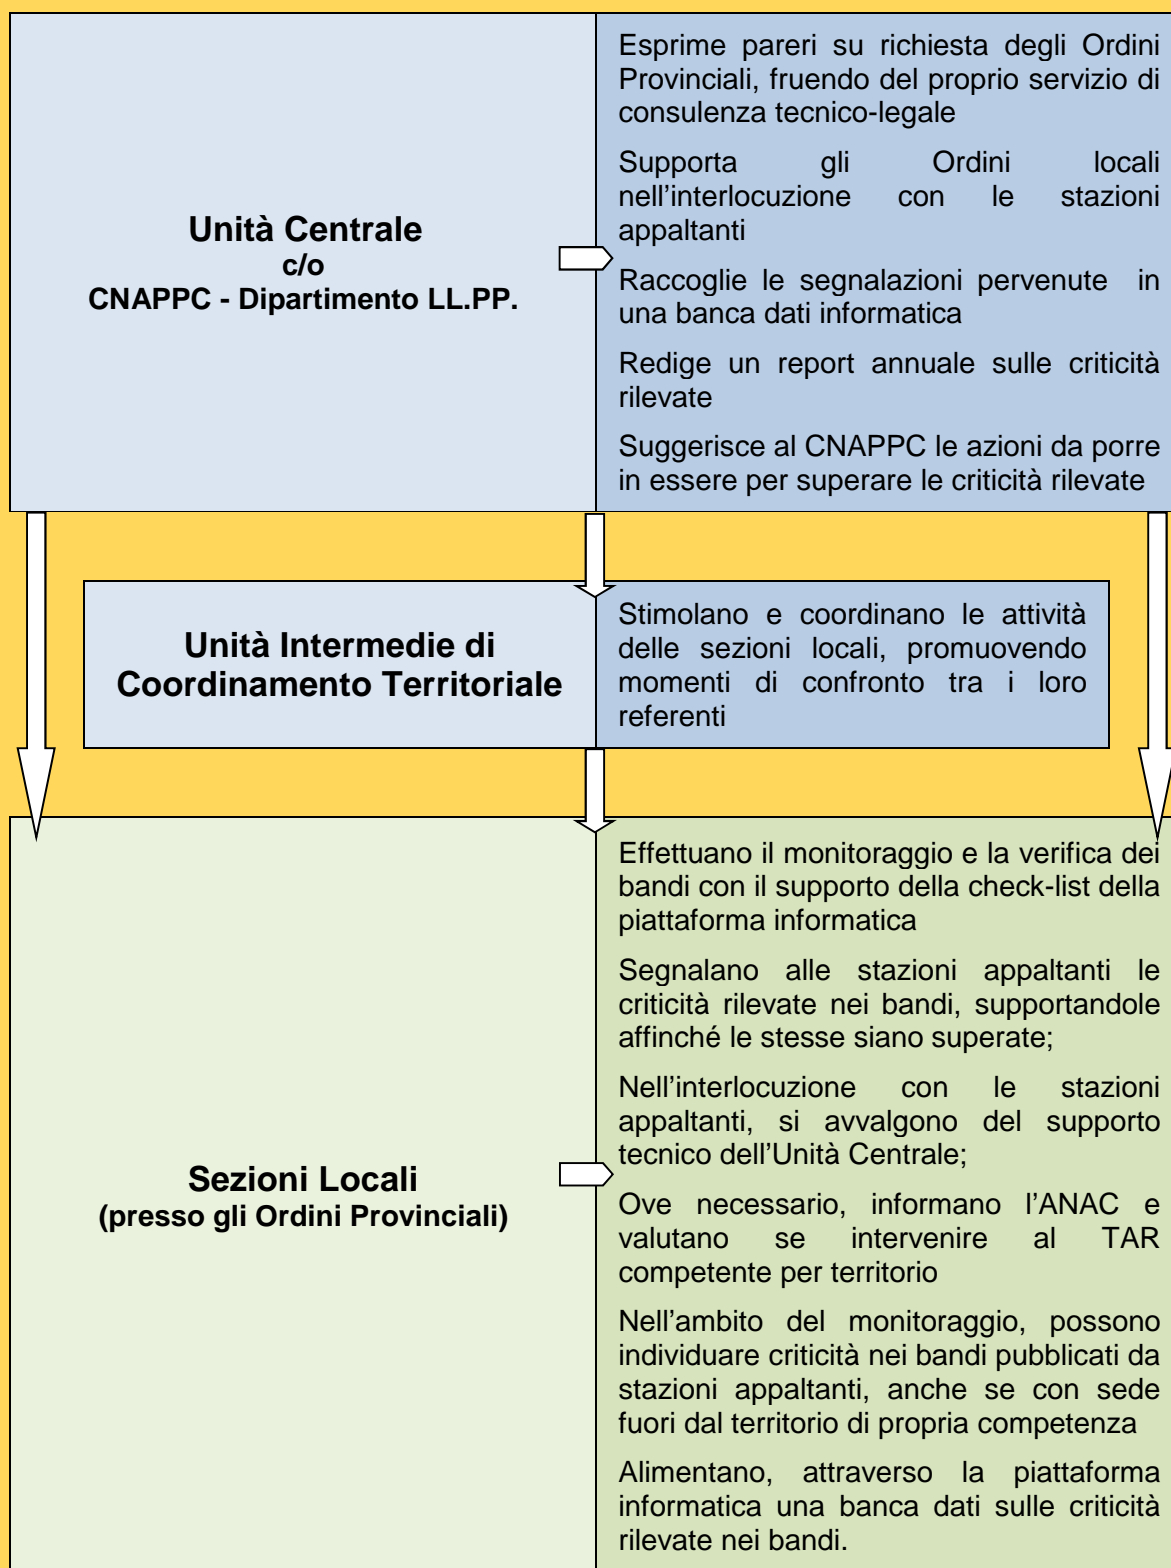 Unità Centrale
c/o
CNAPPC - Dipartimento LL.PP.
Esprime pareri su richiesta degli Ordini
Provinciali, fruendo del proprio servizio di
consulenza tecnico-legale
Supporta gli Ordini locali
nell'interlocuzione con le stazioni
appaltanti
Raccoglie le segnalazioni pervenute in
una banca dati informatica
Redige un report annuale sulle criticità
rilevate
Suggerisce al CNAPPC le azioni da porre
in essere per superare le criticità rilevate
Unità Intermedie di
Coordinamento Territoriale
Stimolano e coordinano le attività
delle sezioni locali, promuovendo
momenti di confronto tra i loro
referenti
Sezioni Locali
(presso gli Ordini Provinciali)
Effettuano il monitoraggio e la verifica dei
bandi con il supporto della check-list della
piattaforma informatica
Segnalano alle stazioni appaltanti le
criticità rilevate nei bandi, supportandole
affinché le stesse siano superate;
Nell’interlocuzione con le stazioni
appaltanti, si avvalgono del supporto
tecnico dell’Unità Centrale;
Ove necessario, informano l’ANAC e
valutano se intervenire al TAR
competente per territorio
Nell’ambito del monitoraggio, possono
individuare criticità nei bandi pubblicati da
stazioni appaltanti, anche se con sede
fuori dal territorio di propria competenza
Alimentano, attraverso la piattaforma
informatica una banca dati sulle criticità
rilevate nei bandi.